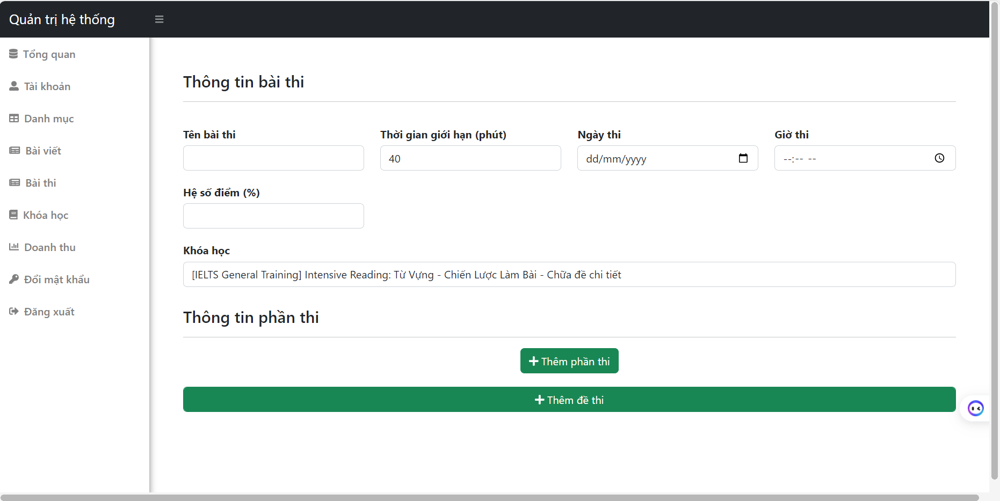 Quản trị hệ thống
Tổng quan
Tài khoản
Danh mục
Bài viết
Bài thi
Khóa học
Doanh thu
Đổi mật khẩu
Đăng xuất
Thông tin bài thi
Tên bài thi
Thời gian giới hạn (phút)
Ngày thi
Giờ thi
40
dd/mm/yyyy
--:-- --
Hệ số điểm (%)
Khóa học
[IELTS General Training] Intensive Reading: Từ Vựng - Chiến Lược Làm Bài - Chữa đề chi tiết
Thông tin phần thi
Thêm phần thi
Thêm đề thi